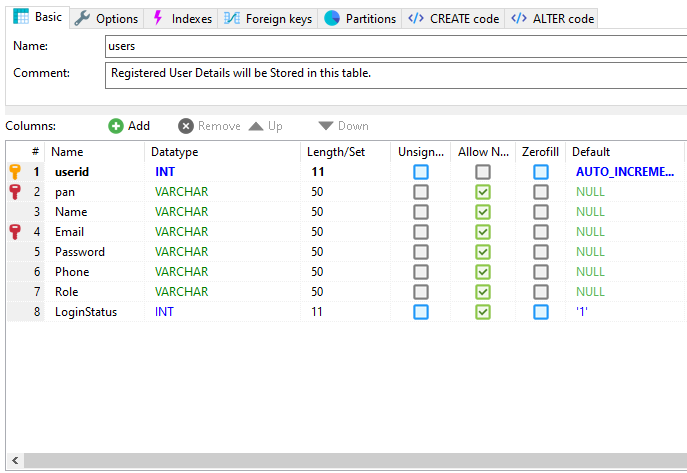 Basic Options Indexes Foreign keys Partitions CREATE code ALTER code
Name: users
Comment: Registered User Details will be Stored in this table.
Columns: Add Remove Up Down
# Name Datatype Length/Set Unsign... Allow N... Zerofill Default
1 userid INT 11 AUTO_INCREME...
2 pan VARCHAR 50 NULL
3 Name VARCHAR 50 NULL
4 Email VARCHAR 50 NULL
5 Password VARCHAR 50 NULL
6 Phone VARCHAR 50 NULL
7 Role VARCHAR 50 NULL
8 LoginStatus INT 11 '1'